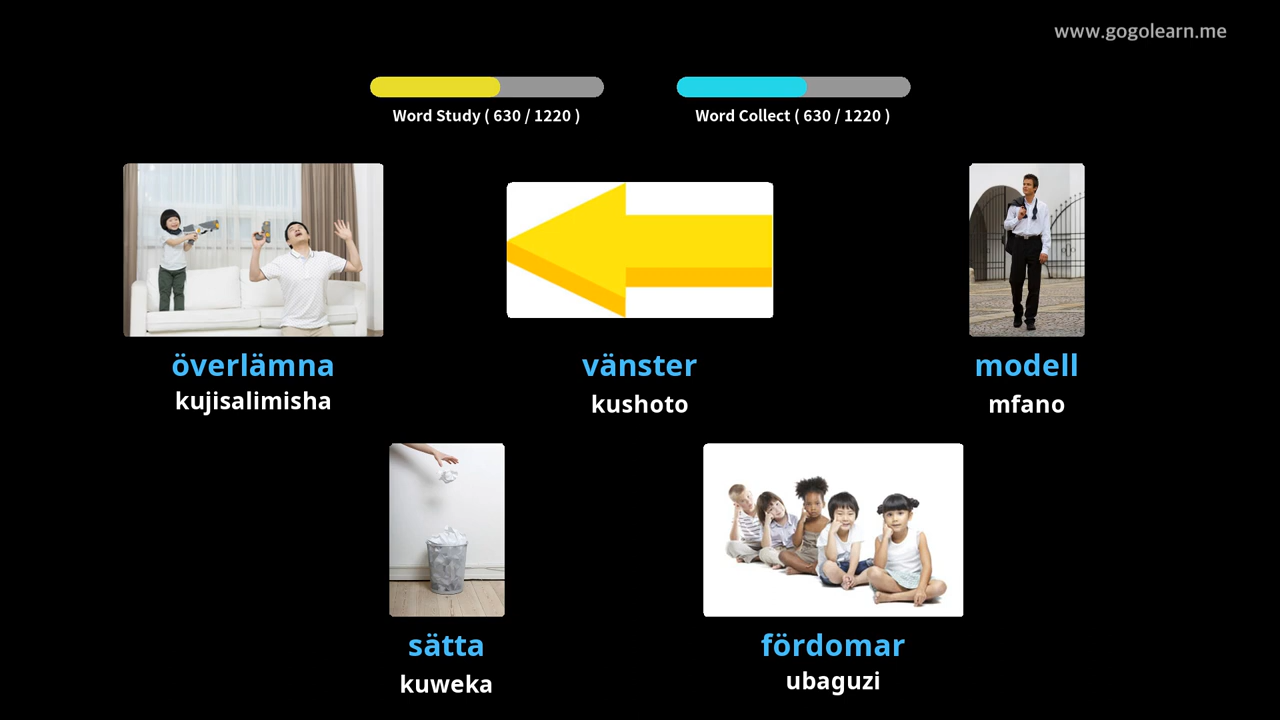 www.gogolearn.me
Word Study ( 630 / 1220 )
Word Collect ( 630 / 1220 )
överlämna
kujisalimisha
vänster
kushoto
modell
mfano
sätta
kuweka
fördomar
ubaguzi